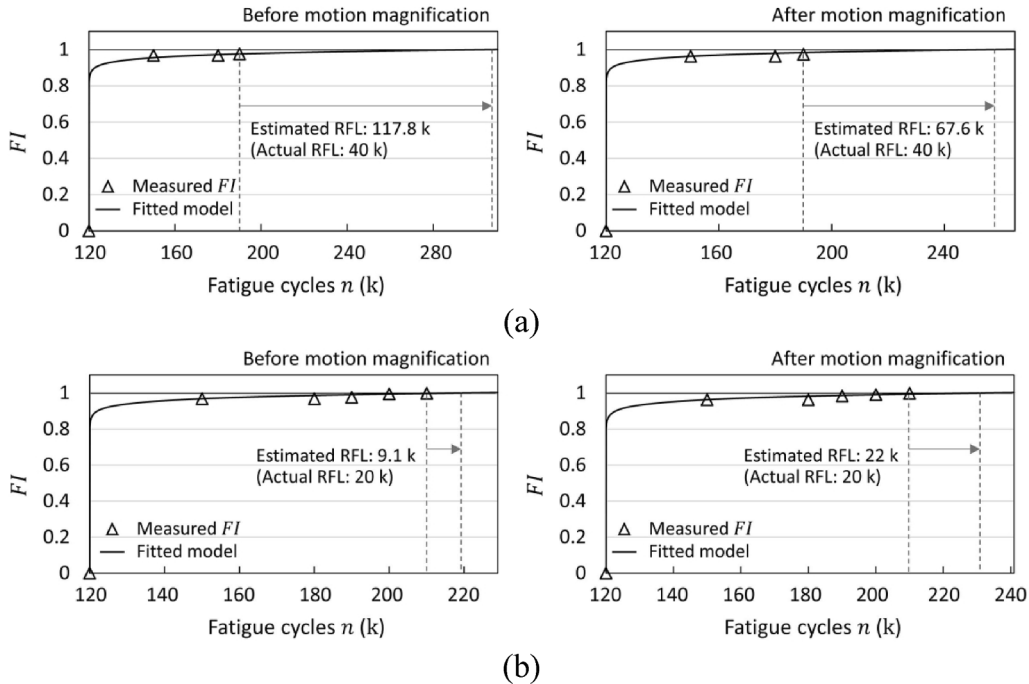 Before motion magnification
1
0.8
0.6
0.4
0.2
0
FI
Estimated RFL: 117.8 k
(Actual RFL: 40 k)
Measured FI
Fitted model
120 160 200 240 280
Fatigue cycles n (k)
After motion magnification
1
0.8
0.6
0.4
0.2
0
FI
Estimated RFL: 67.6 k
(Actual RFL: 40 k)
Measured FI
Fitted model
120 160 200 240
Fatigue cycles n (k)
(a)
Before motion magnification
1
0.8
0.6
0.4
0.2
0
FI
Estimated RFL: 9.1 k
(Actual RFL: 20 k)
Measured FI
Fitted model
120 140 160 180 200 220
Fatigue cycles n (k)
After motion magnification
1
0.8
0.6
0.4
0.2
0
FI
Estimated RFL: 22 k
(Actual RFL: 20 k)
Measured FI
Fitted model
120 140 160 180 200 220 240
Fatigue cycles n (k)
(b)